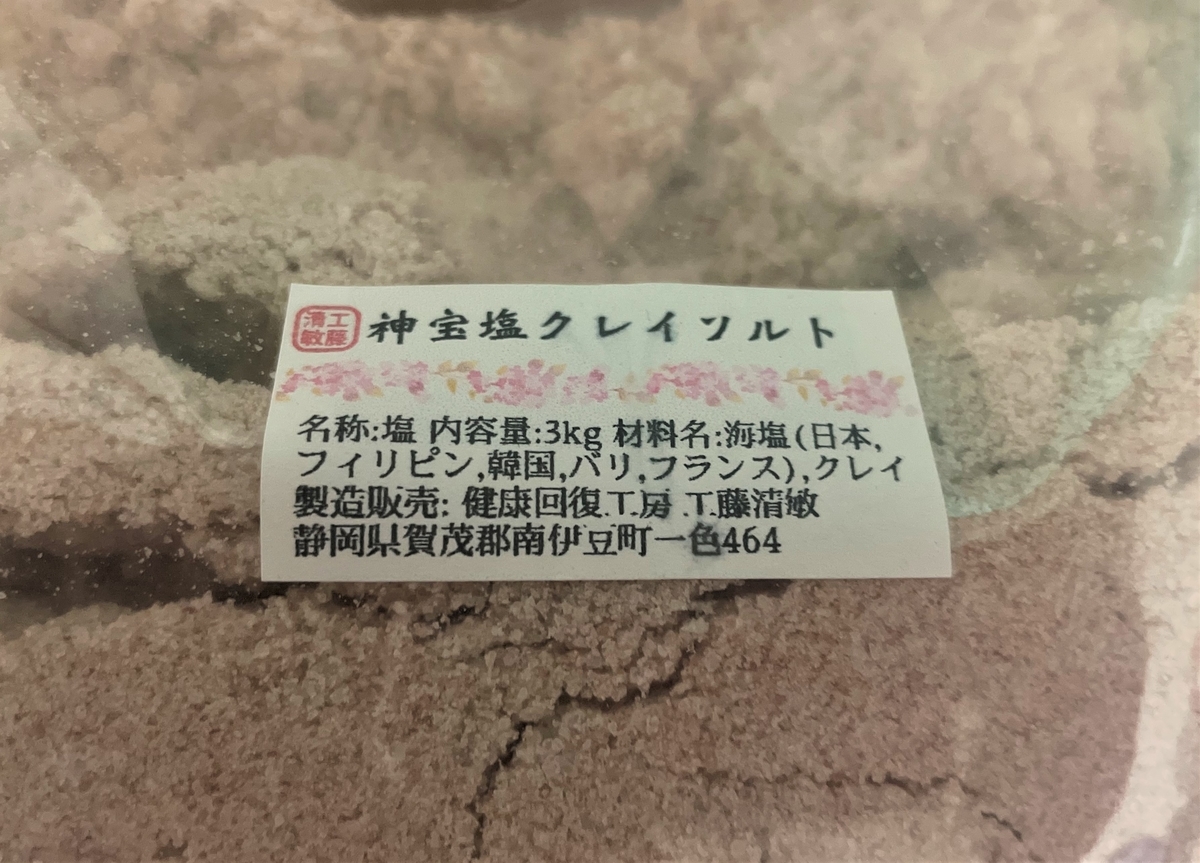 工藤清敏 神宝塩クレイソルト
名称:塩 内容量:3kg 材料名:海塩(日本,
フィリピン,韓国,バリ,フランス),クレイ
製造販売: 健康回復工房 工藤清敏
静岡県賀茂郡南伊豆町一色464